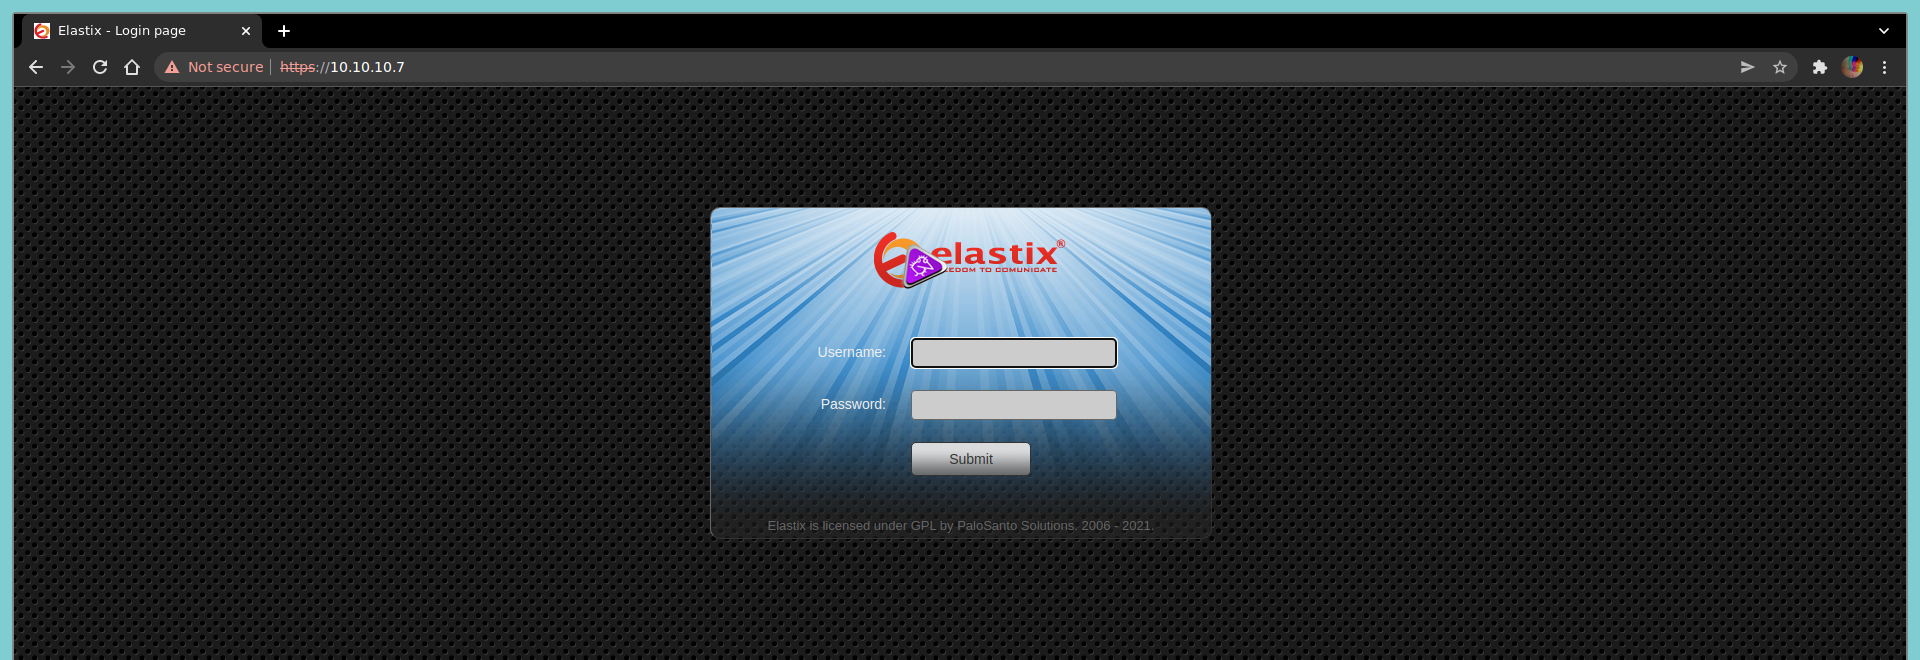 Elastix - Login page
Not secure
https://10.10.10.7
elastix®
EDOM TO COMUNICATE
Username:
Password:
Submit
Elastix is licensed under GPL by PaloSanto Solutions. 2006 - 2021.